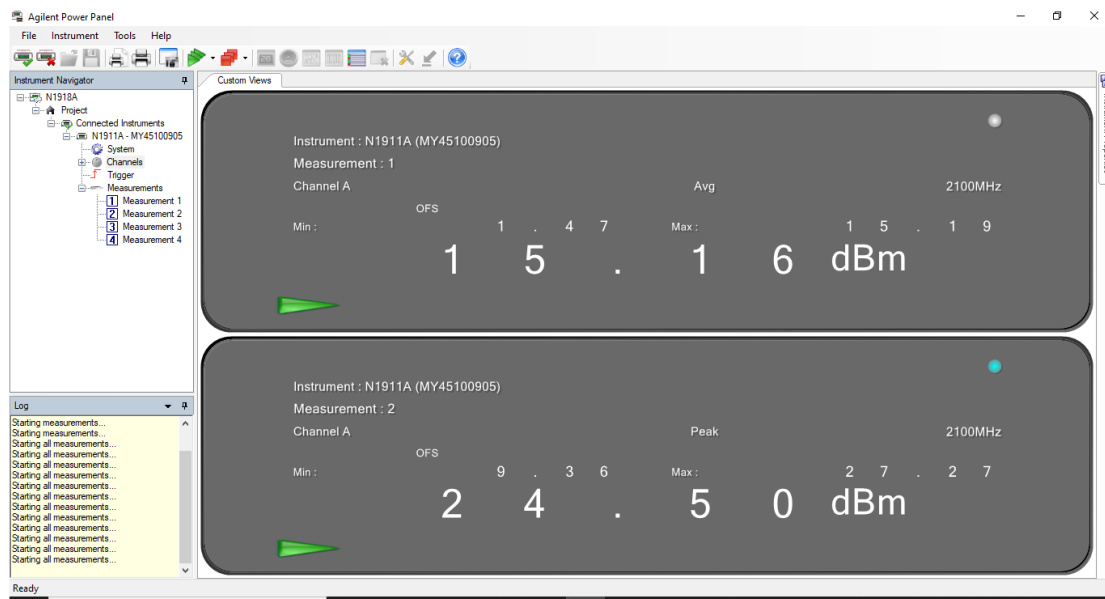 Agilent Power Panel
File Instrument Tools Help
Instrument Navigator
N1918A
Project
Connected Instruments
N1911A - MY45100905
System
Channels
Trigger
Measurements
1 Measurement 1
2 Measurement 2
3 Measurement 3
4 Measurement 4
Log
Starting measurements...
Starting measurements...
Starting all measurements...
Starting all measurements...
Starting all measurements...
Starting all measurements...
Starting all measurements...
Starting all measurements...
Starting all measurements...
Starting all measurements...
Starting all measurements...
Starting all measurements...
Starting all measurements...
Starting all measurements...
Ready
Custom Views
Instrument : N1911A (MY45100905)
Measurement : 1
Channel A Avg 2100MHz
OFS
Min : 1 . 4 7 Max : 1 5 . 1 9
1 5 . 1 6 dBm
Instrument : N1911A (MY45100905)
Measurement : 2
Channel A Peak 2100MHz
OFS
Min : 9 . 3 6 Max : 2 7 . 2 7
2 4 . 5 0 dBm